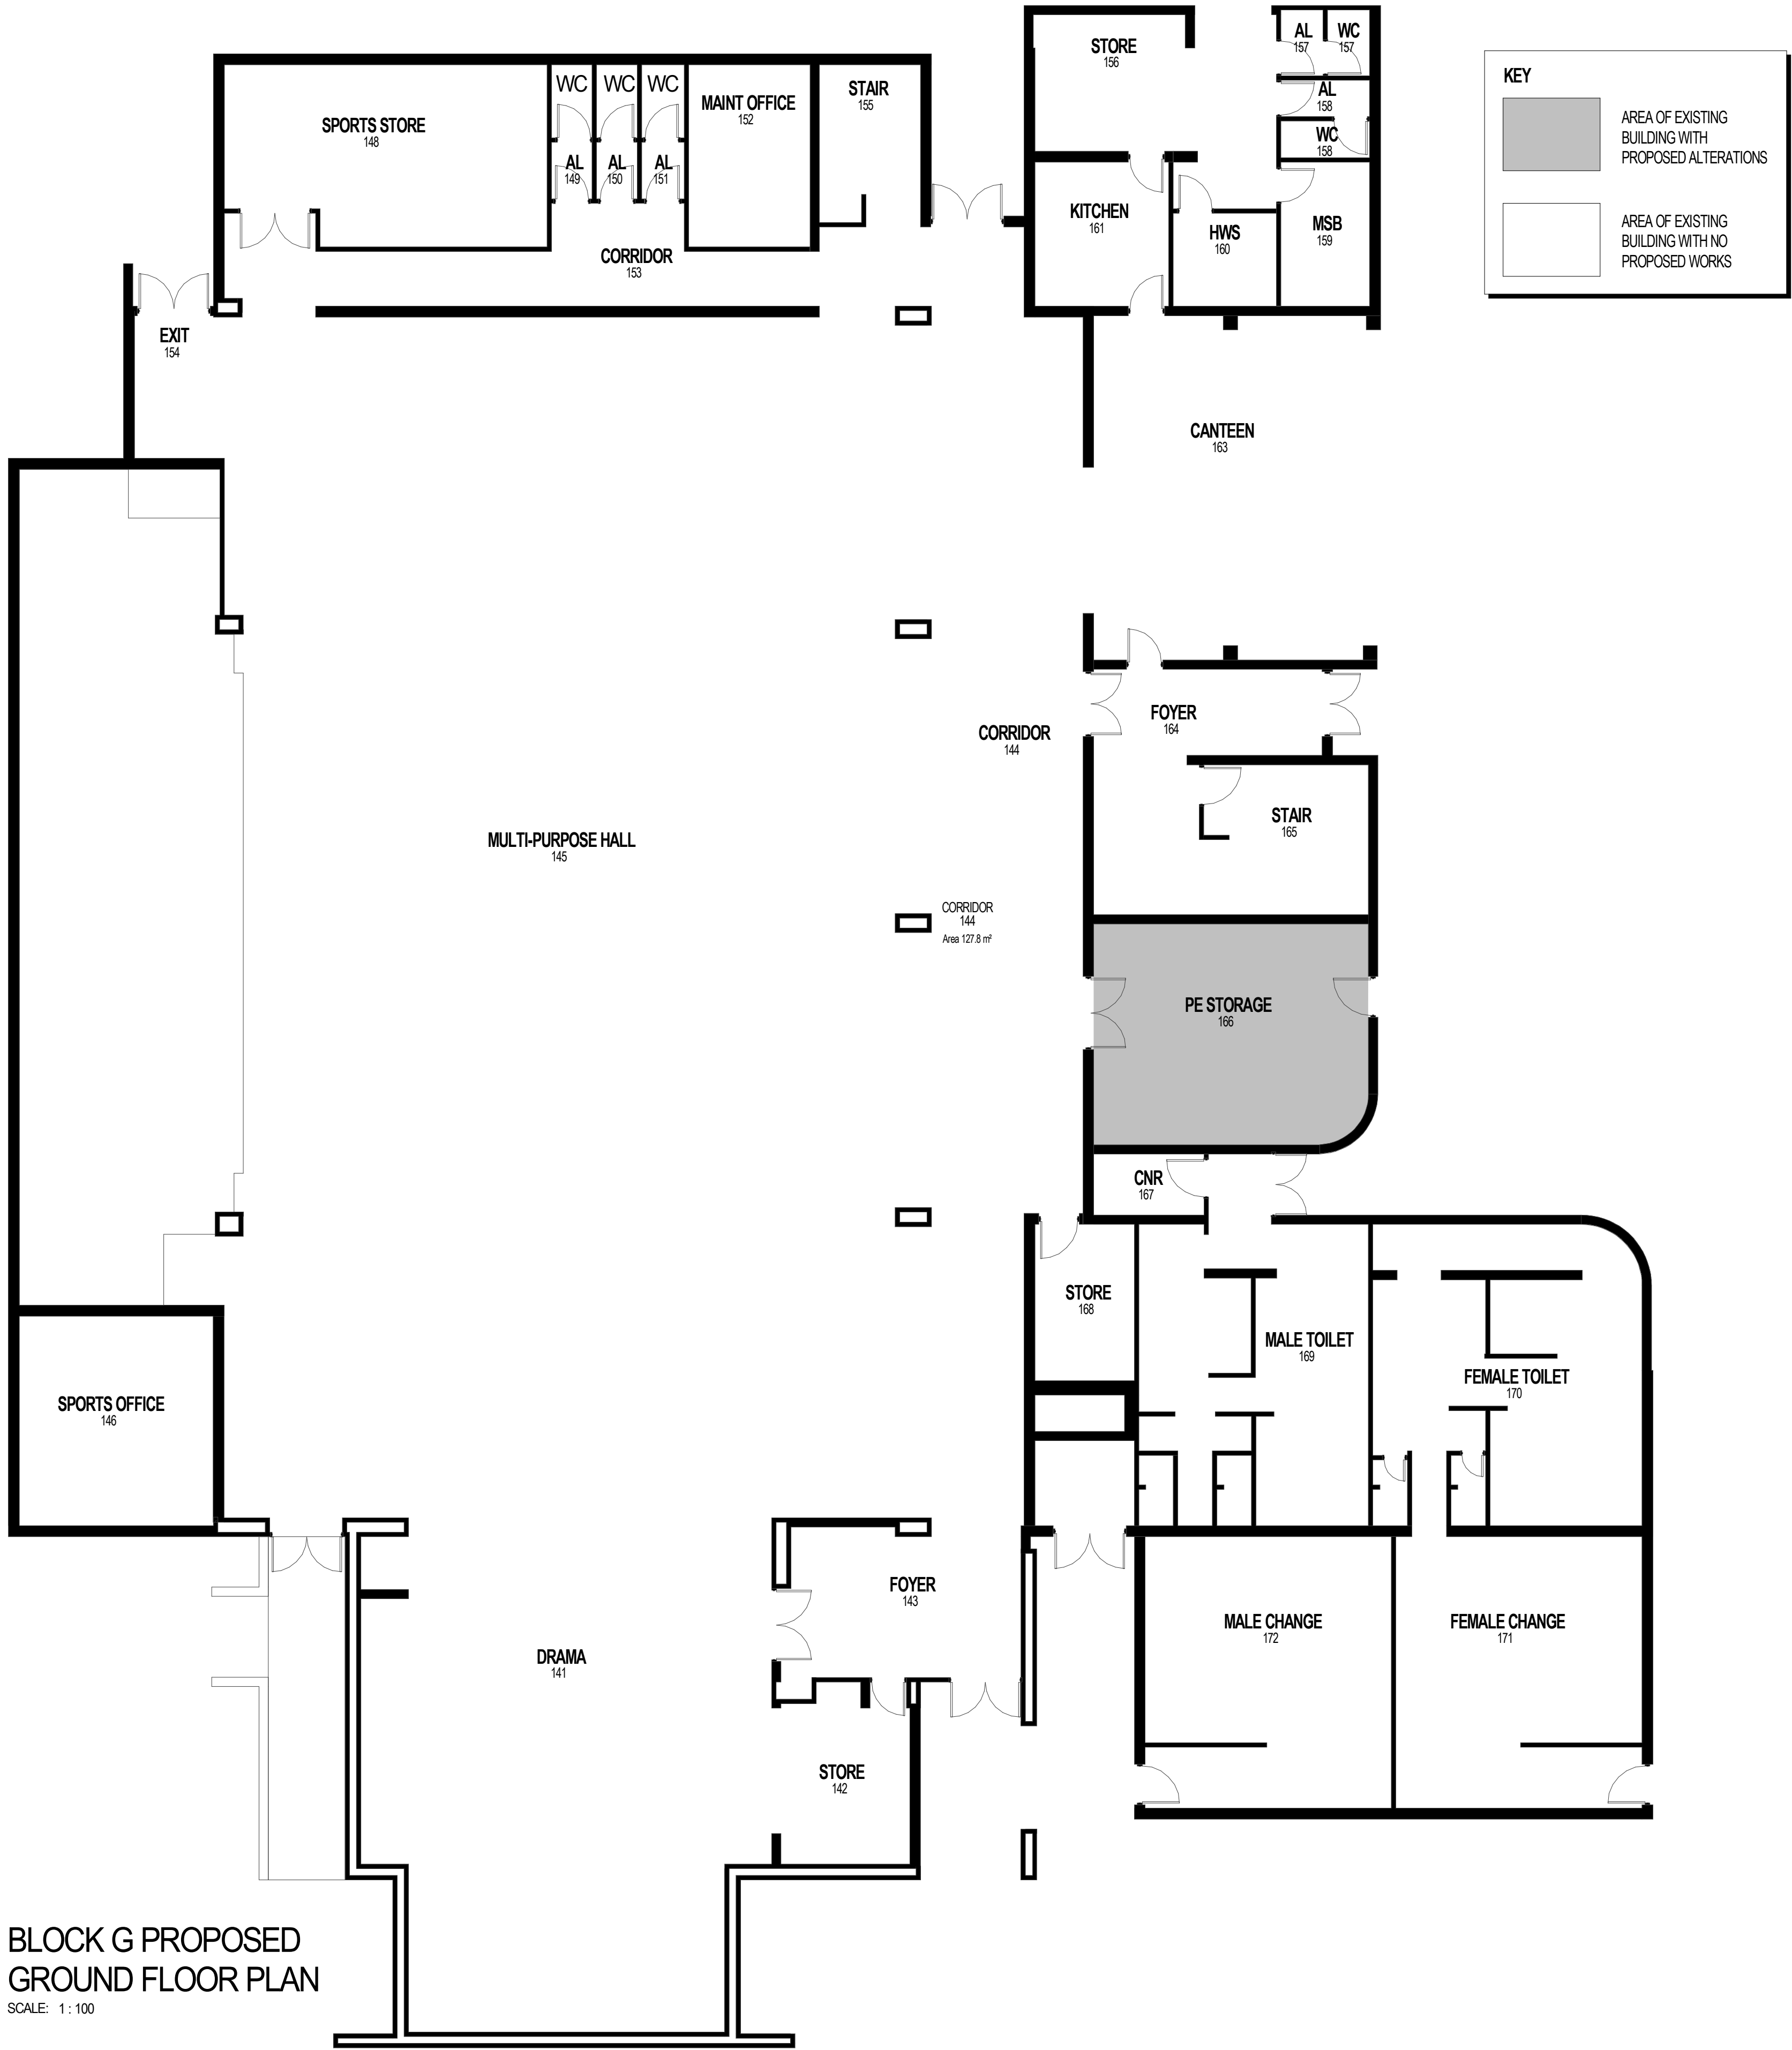 STORE
156
AL
157
WC
157
AL
158
WC
158
KEY
AREA OF EXISTING
BUILDING WITH
PROPOSED ALTERATIONS
AREA OF EXISTING
BUILDING WITH NO
PROPOSED WORKS
SPORTS STORE
148
WC
WC
WC
AL
149
AL
150
AL
151
MAINT OFFICE
152
STAIR
155
CORRIDOR
153
KITCHEN
161
HWS
160
MSB
159
EXIT
154
CANTEEN
163
CORRIDOR
144
FOYER
164
STAIR
165
MULTI-PURPOSE HALL
145
CORRIDOR
144
Area 127.8 m²
PE STORAGE
166
CNR
167
STORE
168
MALE TOILET
169
FEMALE TOILET
170
SPORTS OFFICE
146
FOYER
143
MALE CHANGE
172
FEMALE CHANGE
171
DRAMA
141
STORE
142
BLOCK G PROPOSED
GROUND FLOOR PLAN
SCALE: 1 : 100